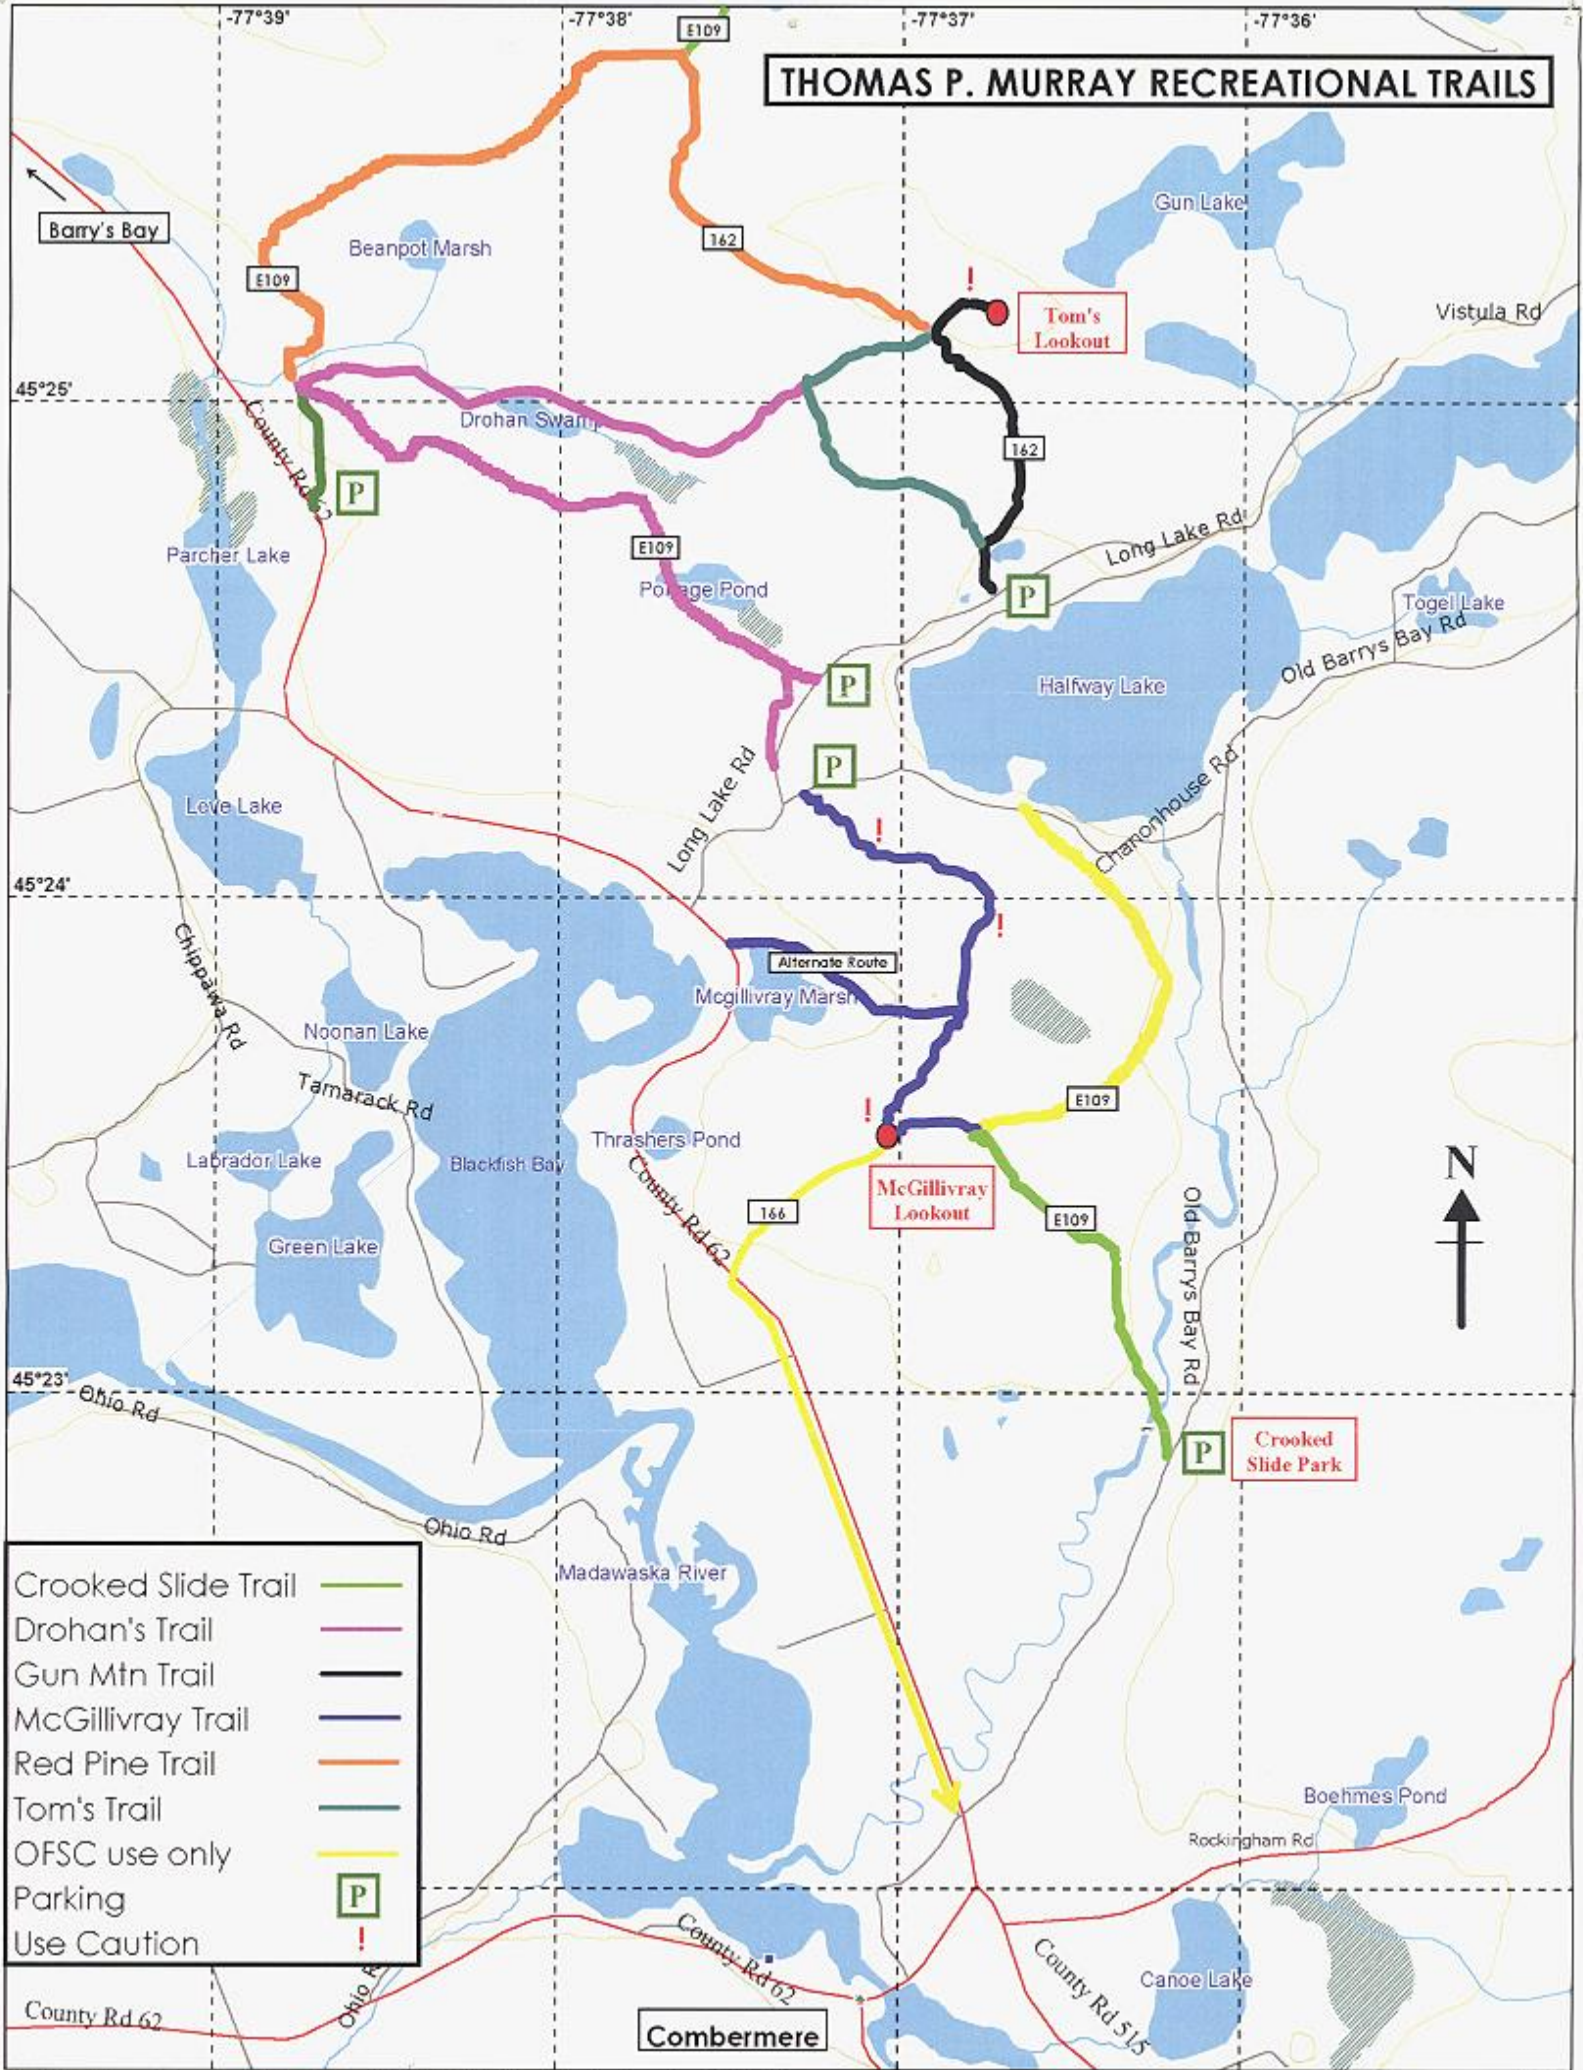 -77°39'
-77°38'
-77°37'
-77°36'
E109
THOMAS P. MURRAY RECREATIONAL TRAILS
Barry's Bay
Beanpot Marsh
Gun Lake
162
E109
Tom's
Lookout
Vistula Rd
45°25'
County Rd 62
Drohan Swamp
162
P
Long Lake Rd
Parcher Lake
E109
Portage Pond
P
Togel Lake
Old Barrys Bay Rd
Halfway Lake
P
P
Long Lake Rd
Love Lake
Chanonhouse Rd
45°24'
Chippawa Rd
Alternate Route
Mcgillivray Marsh
Noonan Lake
Tamarack Rd
E109
Thrashers Pond
Labrador Lake
Blackfish Bay
N
McGillivray
Lookout
County Rd 62
166
E109
Green Lake
Old Barrys Bay Rd
45°23'
Ohio Rd
P
Crooked
Slide Park
Ohio Rd
Madawaska River
Crooked Slide Trail
Drohan's Trail
Gun Mtn Trail
McGillivray Trail
Red Pine Trail
Tom's Trail
OFSC use only
Parking P
Use Caution !
Boehmes Pond
Rockingham Rd
County Rd 62
County Rd 515
Canoe Lake
Ohio R
County Rd 62
Combermere